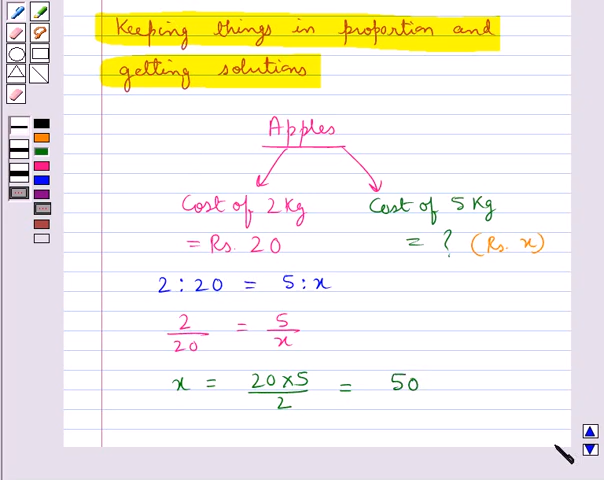 Keeping things in proportion and
getting solutions
Apples
Cost of 2 Kg
= Rs. 20
Cost of 5 Kg
= ? (Rs. x)
2 : 20 = 5 : x
2/20 = 5/x
x = 20×5/2 = 50